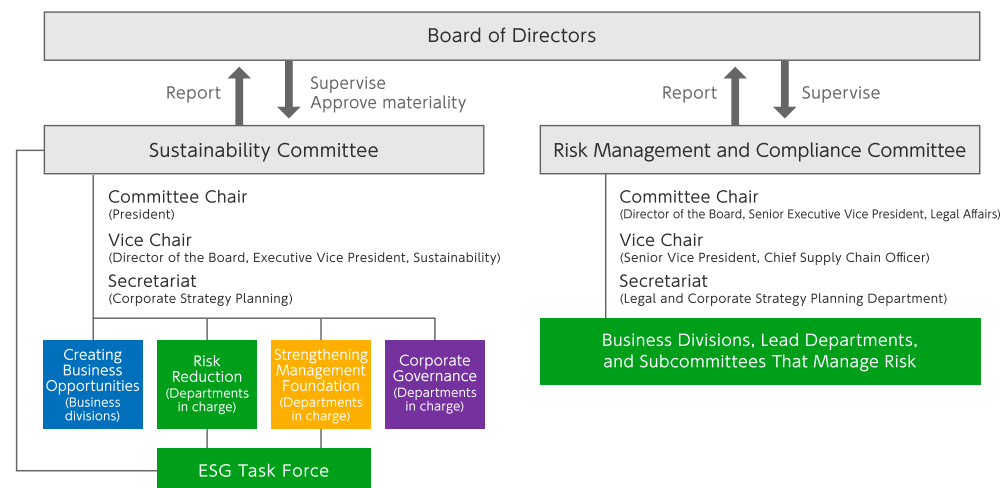 Board of Directors
Report
Supervise
Approve materiality
Report
Supervise
Sustainability Committee
Committee Chair
(President)
Vice Chair
(Director of the Board, Executive Vice President, Sustainability)
Secretariat
(Corporate Strategy Planning)
Creating
Business
Opportunities
(Business
divisions)
Risk
Reduction
(Departments
in charge)
Strengthening
Management
Foundation
(Departments
in charge)
Corporate
Governance
(Departments
in charge)
ESG Task Force
Risk Management and Compliance Committee
Committee Chair
(Director of the Board, Senior Executive Vice President, Legal Affairs)
Vice Chair
(Senior Vice President, Chief Supply Chain Officer)
Secretariat
(Legal and Corporate Strategy Planning Department)
Business Divisions, Lead Departments,
and Subcommittees That Manage Risk